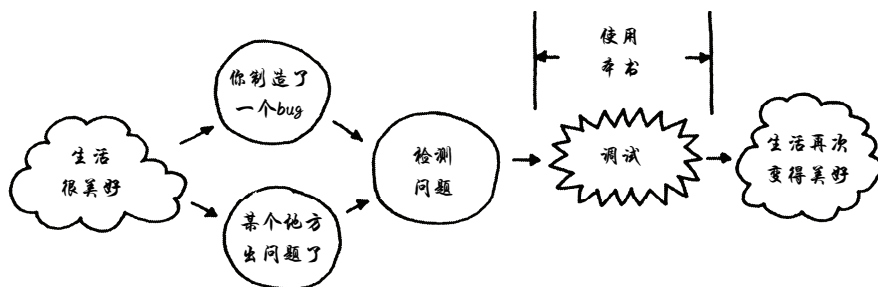 生活
很美好
你制造了
一个bug
某个地方
出问题了
检测
问题
使用
本书
调试
生活再次
变得美好